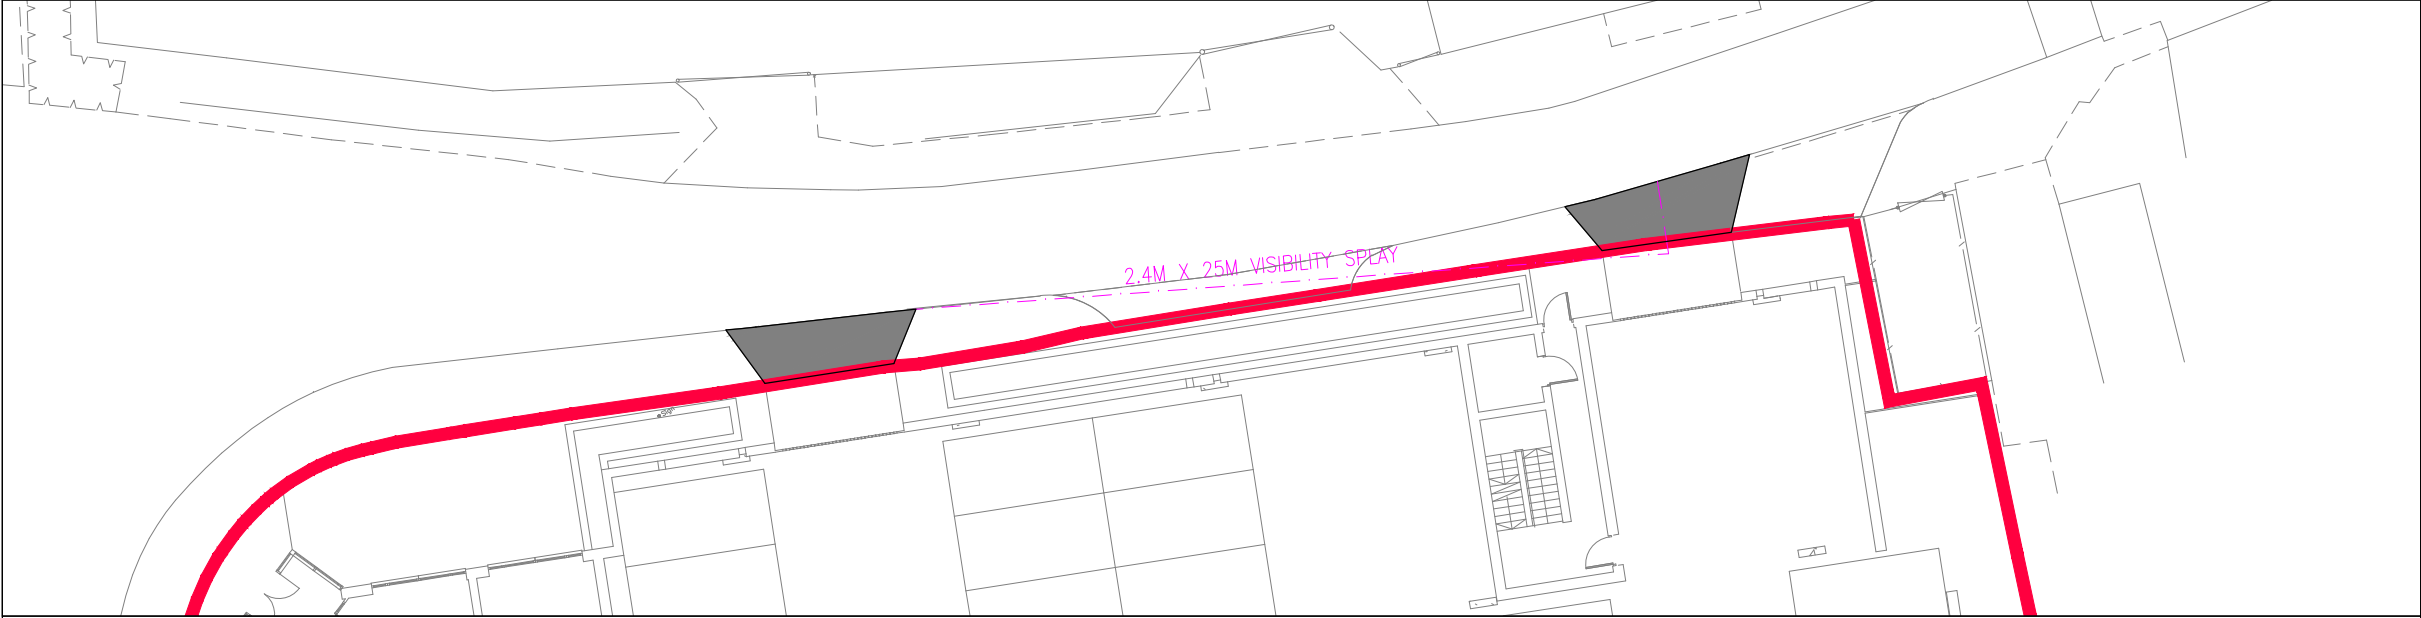 2.4M X 25M VISIBILITY SPLAY